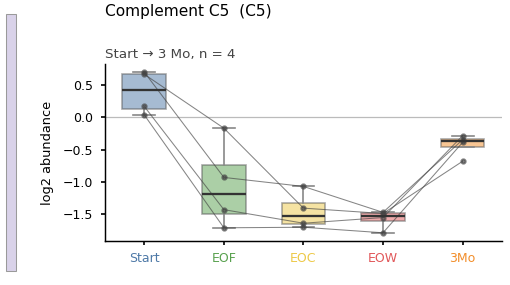 Complement C5  (C5)
Start → 3 Mo, n = 4
log2 abundance
0.5
0.0
−0.5
−1.0
−1.5
Start
EOF
EOC
EOW
3Mo